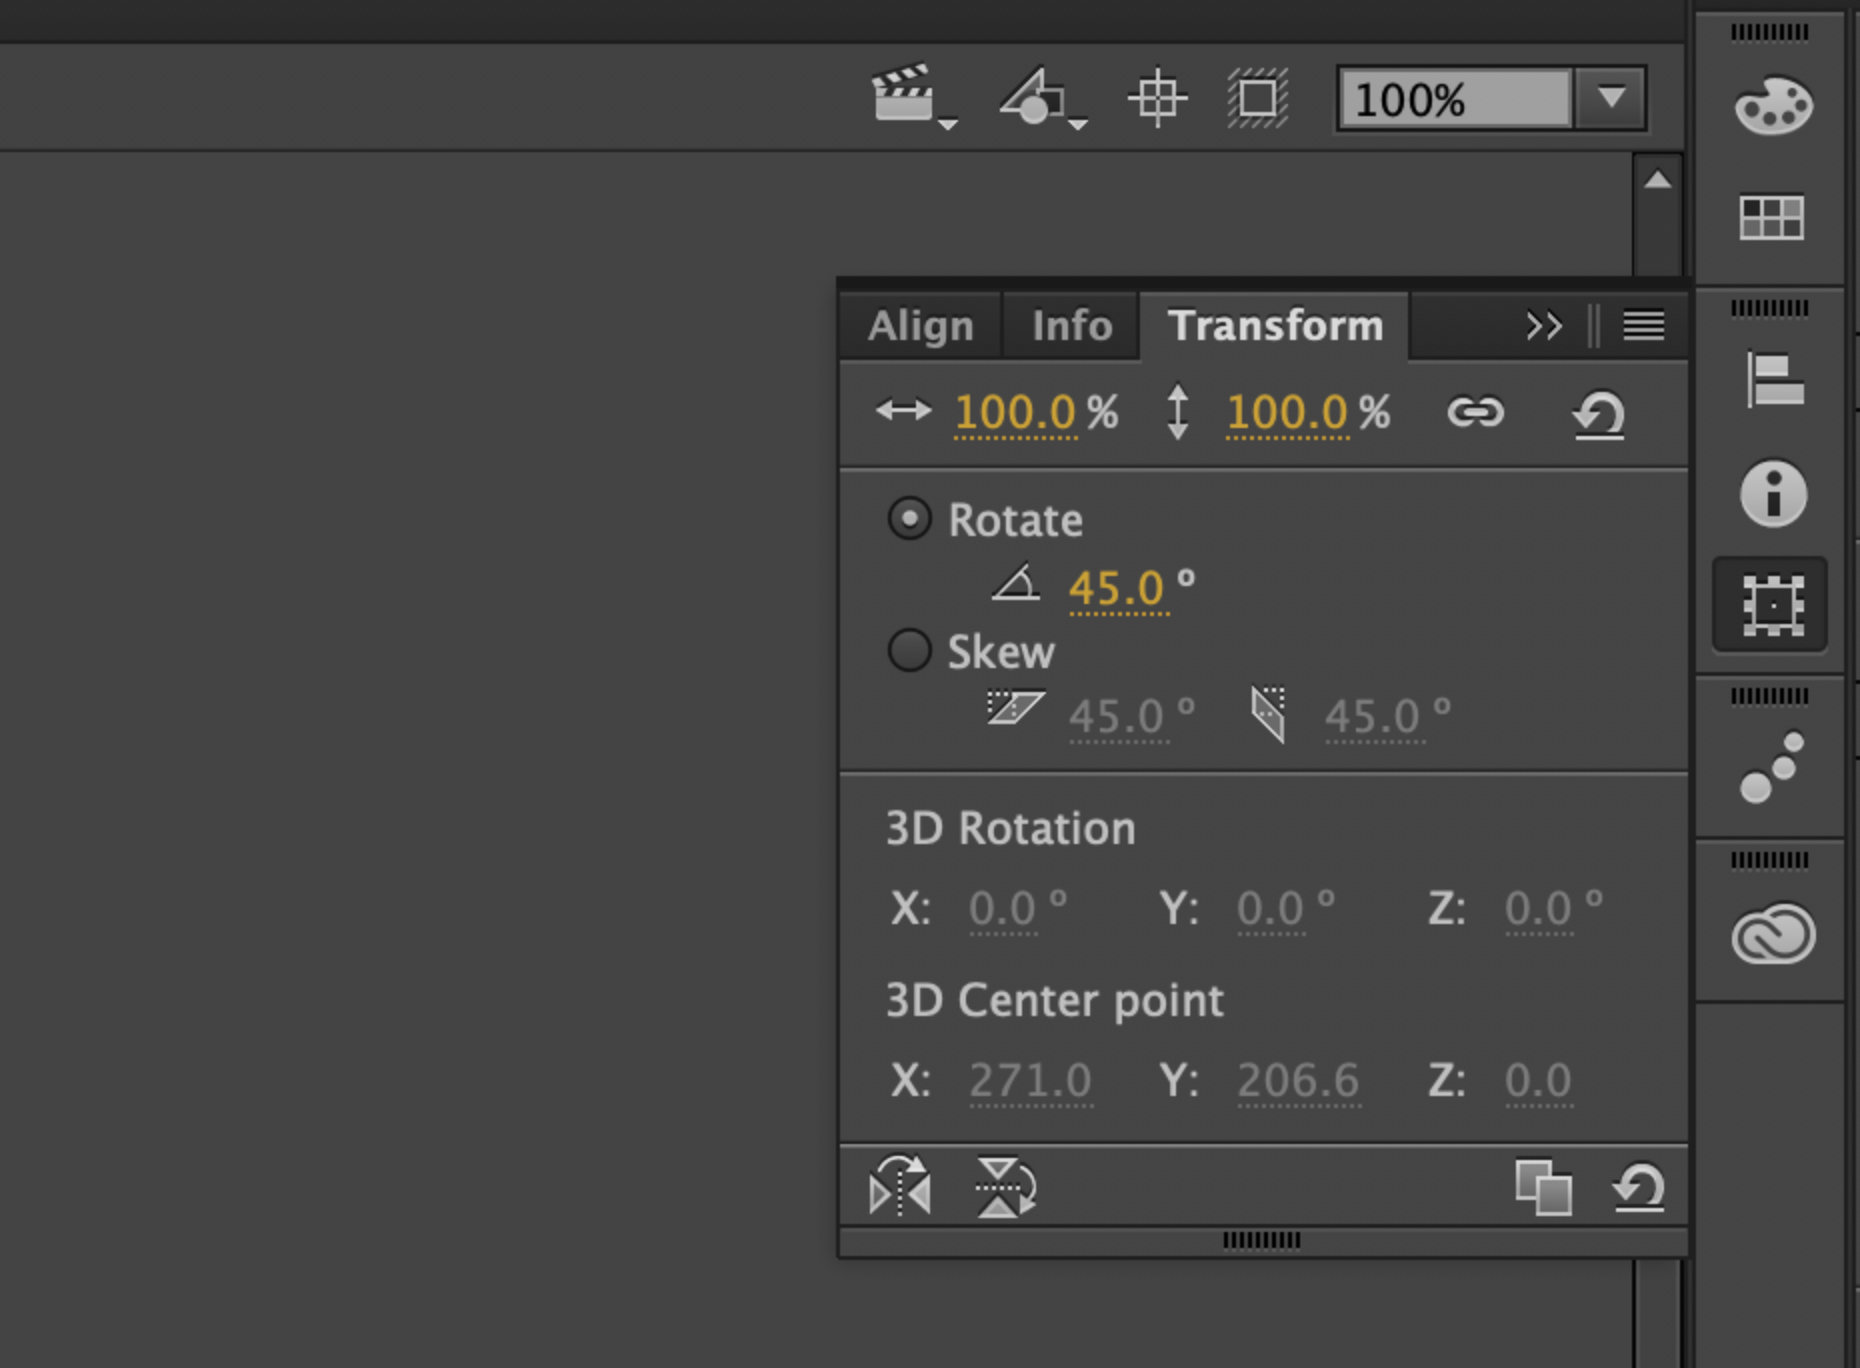 100%
Align Info Transform
100.0 % 100.0 %
Rotate
45.0 °
Skew
45.0 ° 45.0 °
3D Rotation
X: 0.0 ° Y: 0.0 ° Z: 0.0 °
3D Center point
X: 271.0 Y: 206.6 Z: 0.0